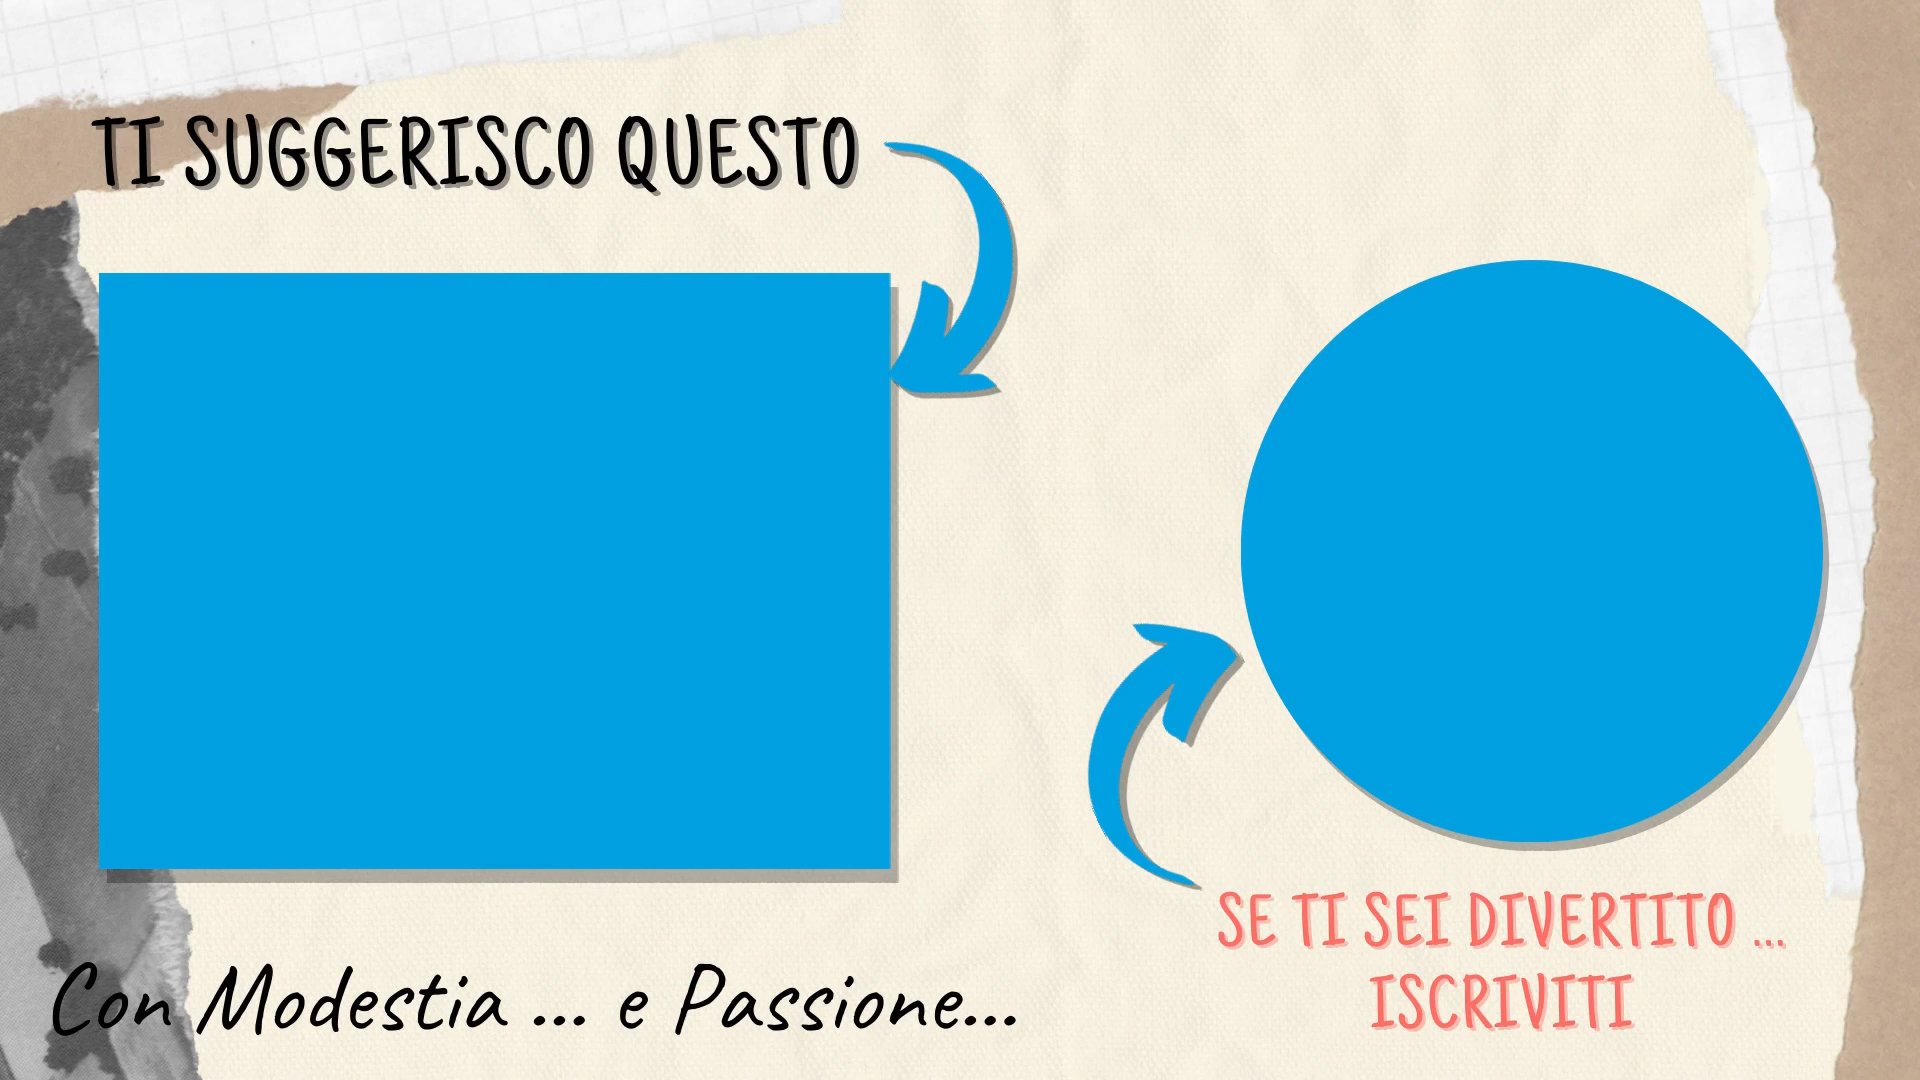 TI SUGGERISCO QUESTO
SE TI SEI DIVERTITO ...
ISCRIVITI
Con Modestia ... e Passione...